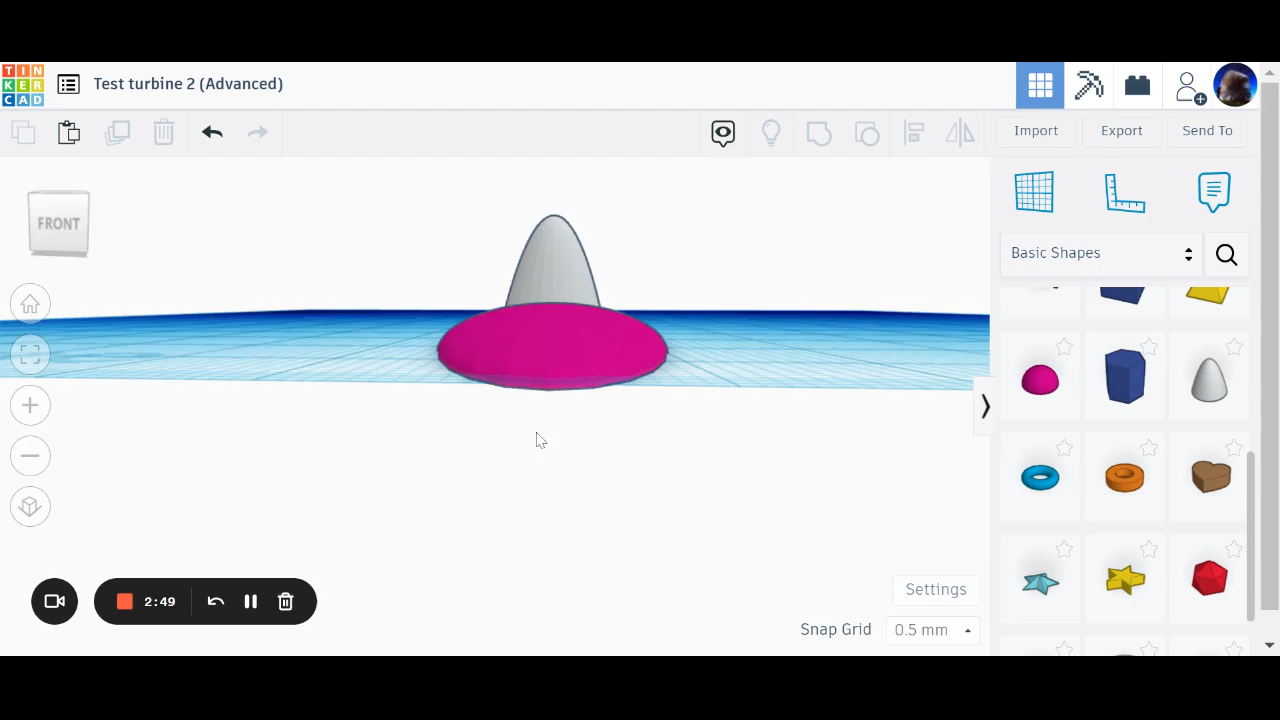 TIN
KER
CAD
Test turbine 2 (Advanced)
Import
Export
Send To
FRONT
Basic Shapes
2:49
Settings
Snap Grid
0.5 mm